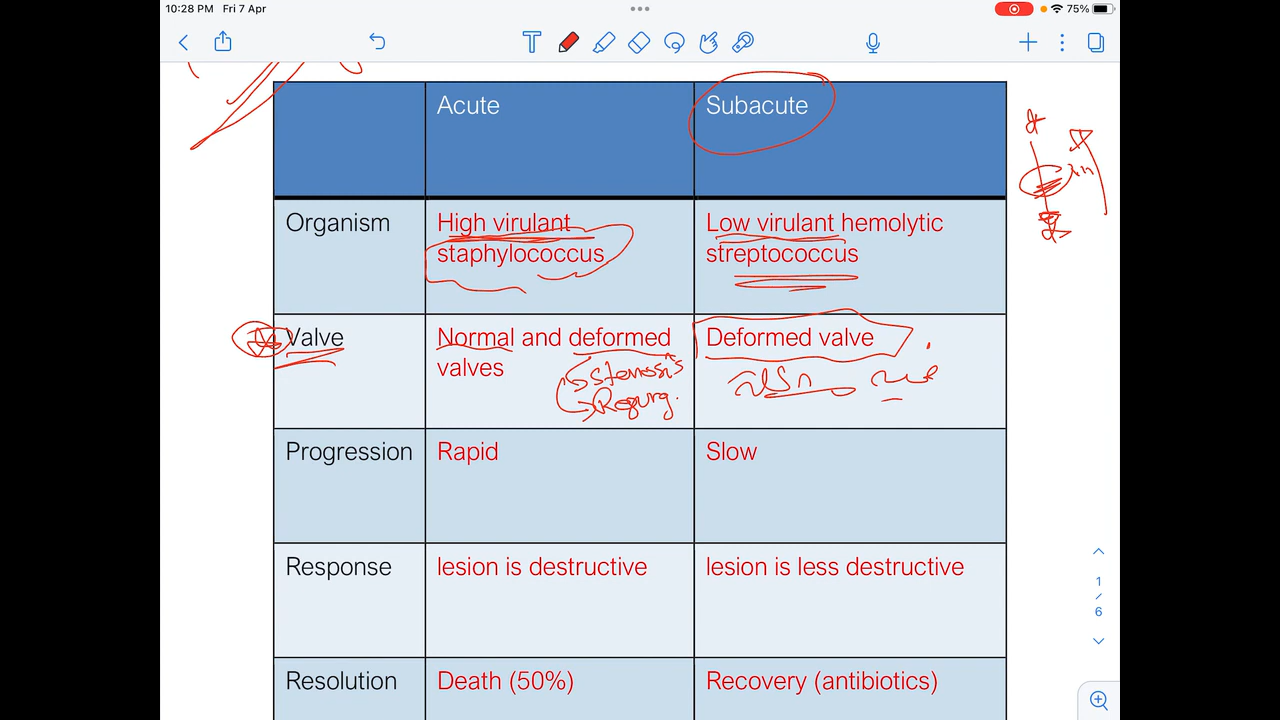 10:28 PM Fri 7 Apr
75%
Acute
Subacute
Organism
High virulant
staphylococcus
Low virulant hemolytic
streptococcus
Valve
Normal and deformed
valves
Stenosis
Regurg.
Deformed valve
Progression
Rapid
Slow
Response
lesion is destructive
lesion is less destructive
Resolution
Death (50%)
Recovery (antibiotics)
1
/
6